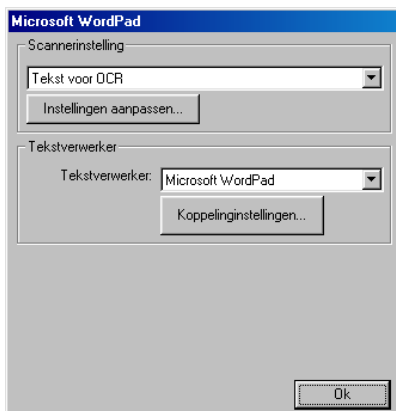 Microsoft WordPad
Scannerinstelling
Tekst voor OCR
Instellingen aanpassen...
Tekstverwerker
Tekstverwerker: Microsoft WordPad
Koppelinginstellingen...
Ok